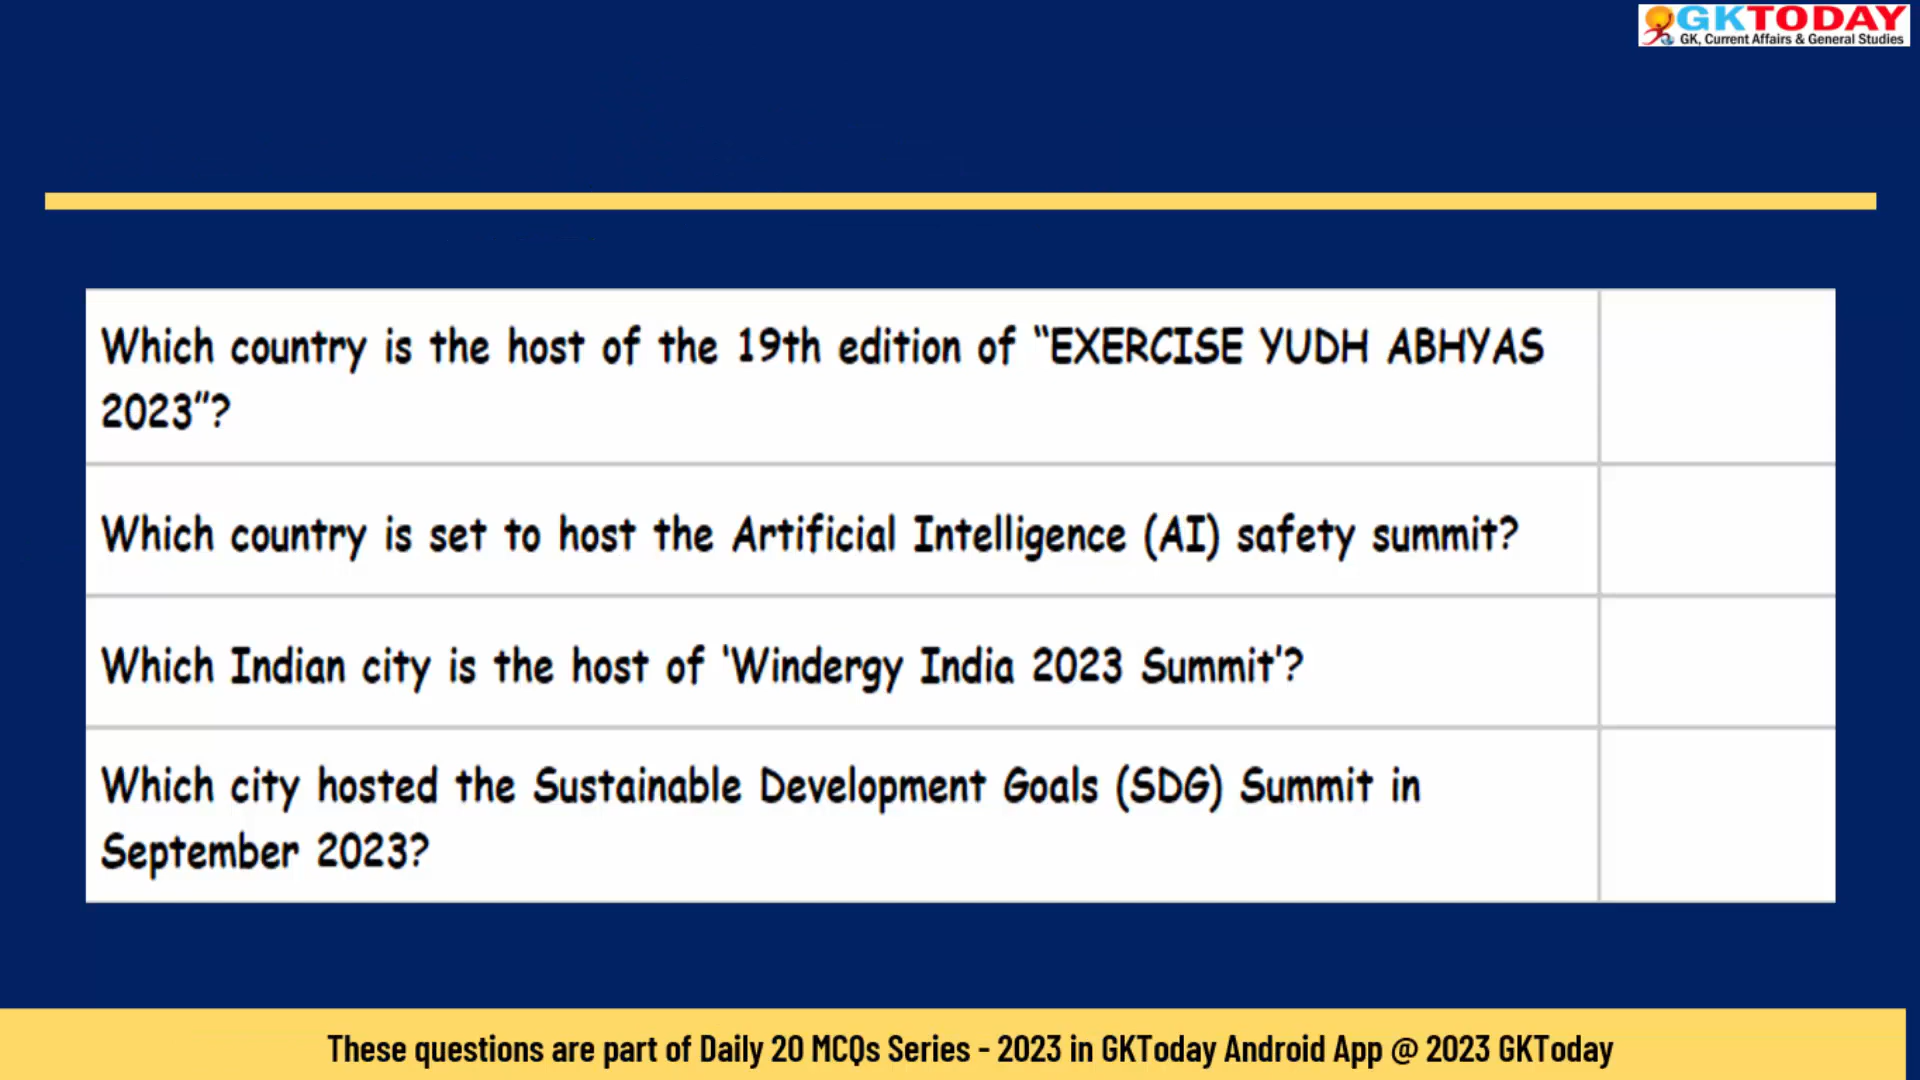 GKTODAY
GK, Current Affairs & General Studies
Which country is the host of the 19th edition of “EXERCISE YUDH ABHYAS
2023”?
Which country is set to host the Artificial Intelligence (AI) safety summit?
Which Indian city is the host of ‘Windergy India 2023 Summit’?
Which city hosted the Sustainable Development Goals (SDG) Summit in
September 2023?
These questions are part of Daily 20 MCQs Series - 2023 in GKToday Android App @ 2023 GKToday